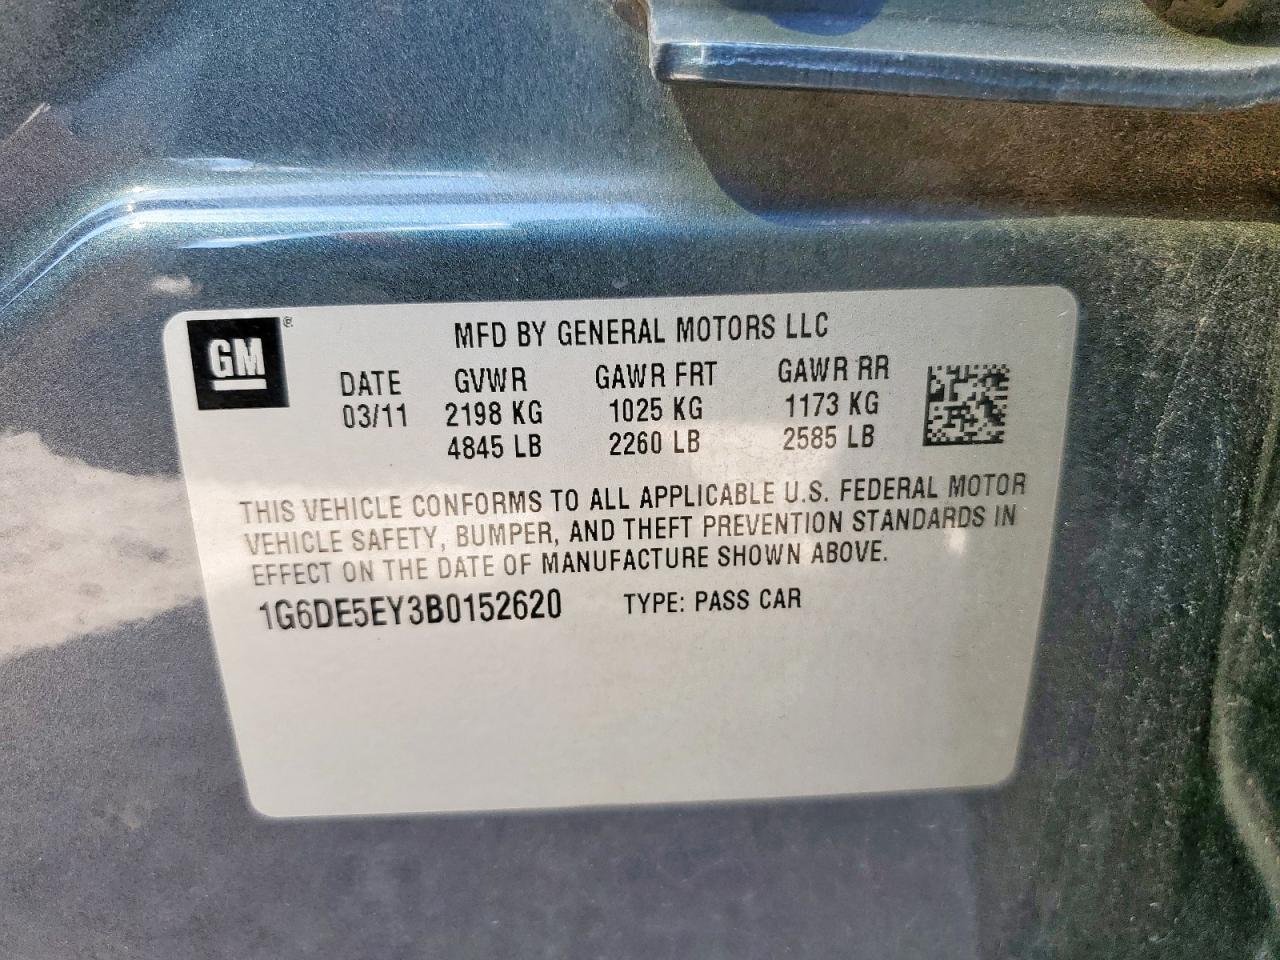 GM ®
MFD BY GENERAL MOTORS LLC
DATE GVWR GAWR FRT GAWR RR
03/11 2198 KG 1025 KG 1173 KG
4845 LB 2260 LB 2585 LB
THIS VEHICLE CONFORMS TO ALL APPLICABLE U.S. FEDERAL MOTOR
VEHICLE SAFETY, BUMPER, AND THEFT PREVENTION STANDARDS IN
EFFECT ON THE DATE OF MANUFACTURE SHOWN ABOVE.
1G6DE5EY3B0152620 TYPE: PASS CAR